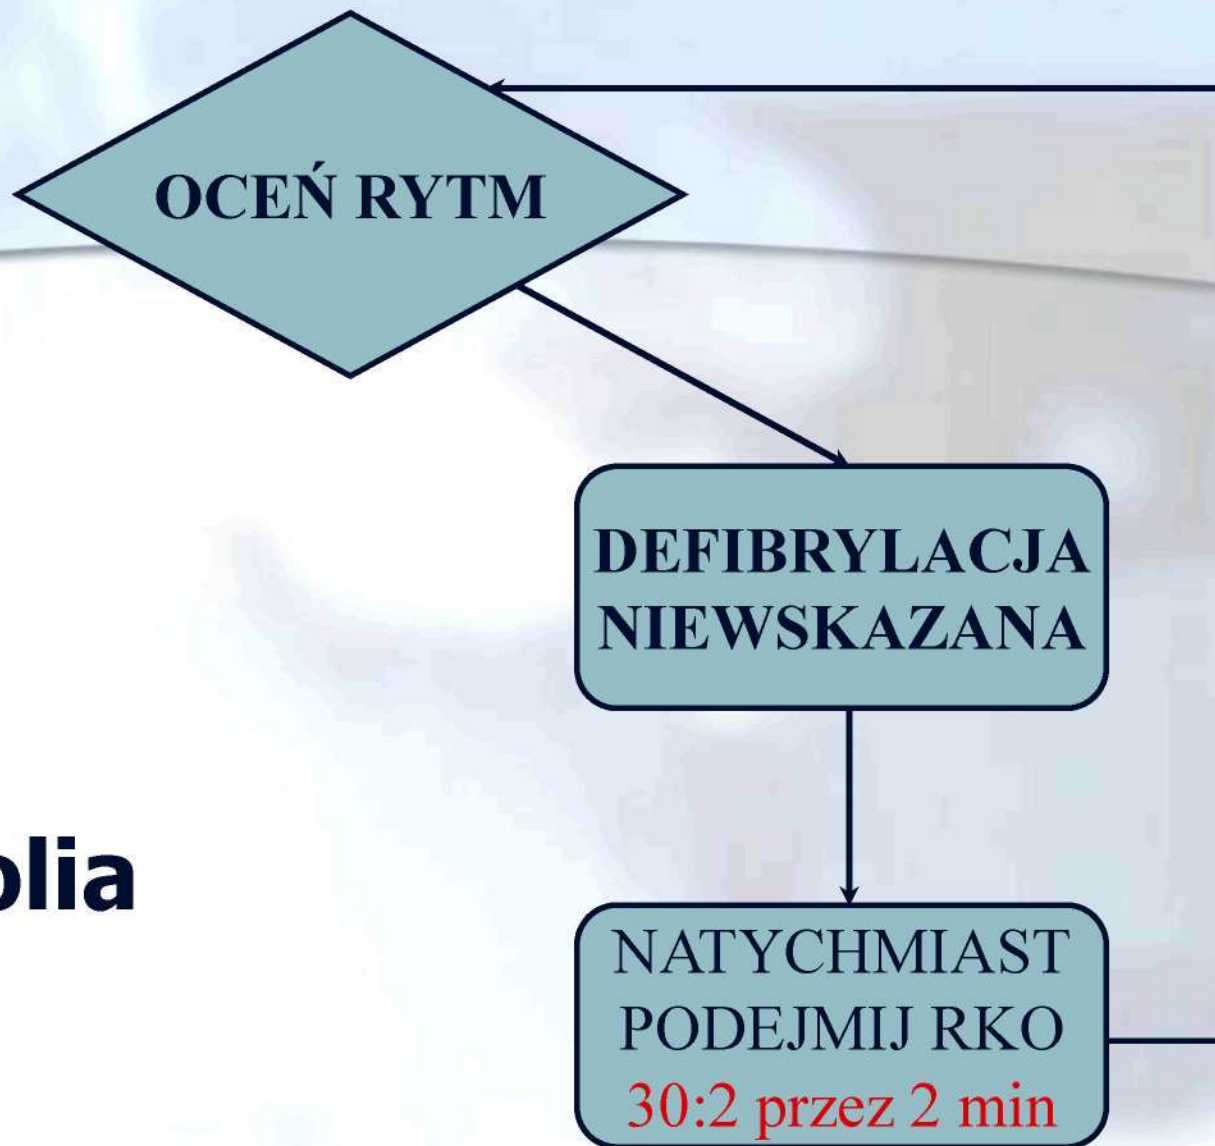 OCEŃ RYTM
DEFIBRYLACJA
NIEWSKAZANA
NATYCHMIAST
PODEJMIJ RKO
30:2 przez 2 min